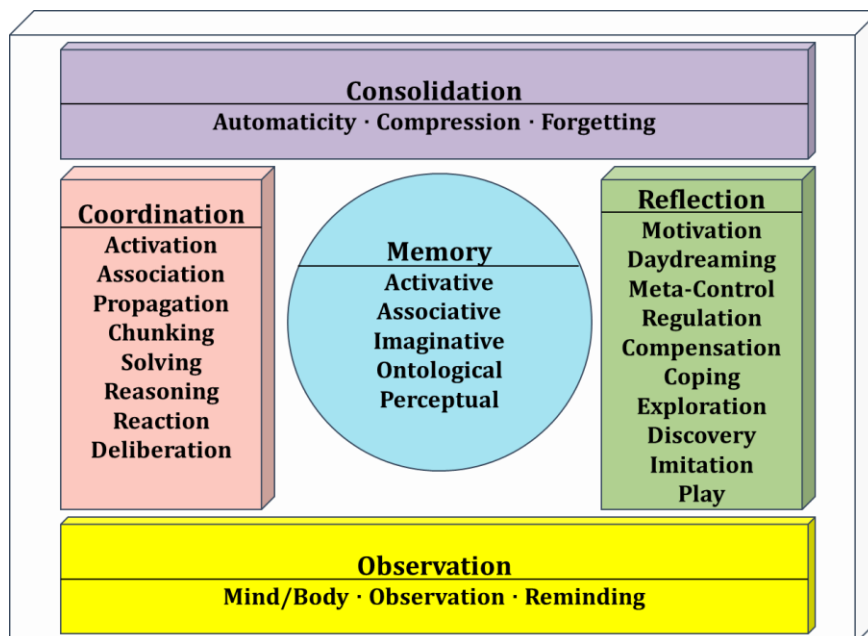 Consolidation
Automaticity · Compression · Forgetting
Coordination
Activation
Association
Propagation
Chunking
Solving
Reasoning
Reaction
Deliberation
Memory
Activative
Associative
Imaginative
Ontological
Perceptual
Reflection
Motivation
Daydreaming
Meta-Control
Regulation
Compensation
Coping
Exploration
Discovery
Imitation
Play
Observation
Mind/Body · Observation · Reminding